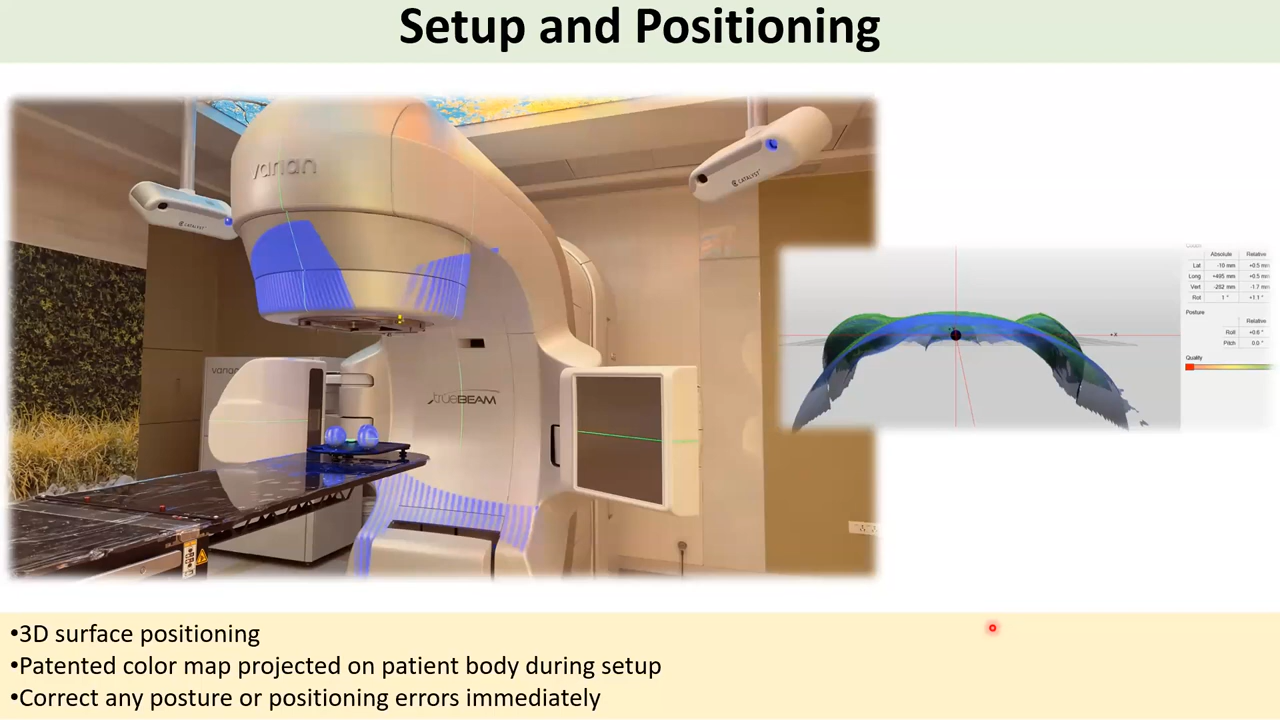 Setup and Positioning
varian
CATALYST
CATALYST
varian
trueBEAM
Absolute Relative
Lat -10 mm +0.5 mm
Long +495 mm +0.5 mm
Vert -202 mm -1.7 mm
Rot 1° +1.1°
Posture
Relative
Roll +0.6°
Pitch 0.0°
Quality
•3D surface positioning
•Patented color map projected on patient body during setup
•Correct any posture or positioning errors immediately